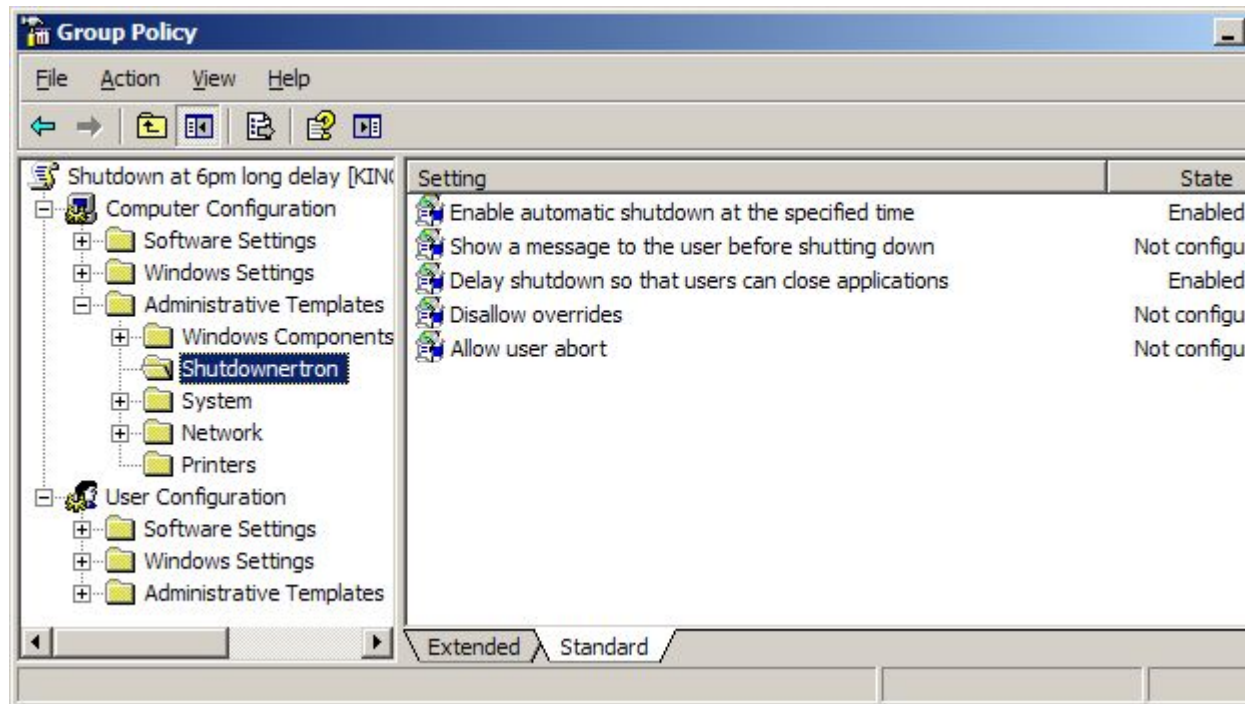 Group Policy
File Action View Help
Shutdown at 6pm long delay [KING
Computer Configuration
Software Settings
Windows Settings
Administrative Templates
Windows Components
Shutdownertron
System
Network
Printers
User Configuration
Software Settings
Windows Settings
Administrative Templates
Setting State
Enable automatic shutdown at the specified time Enabled
Show a message to the user before shutting down Not configu
Delay shutdown so that users can close applications Enabled
Disallow overrides Not configu
Allow user abort Not configu
Extended Standard